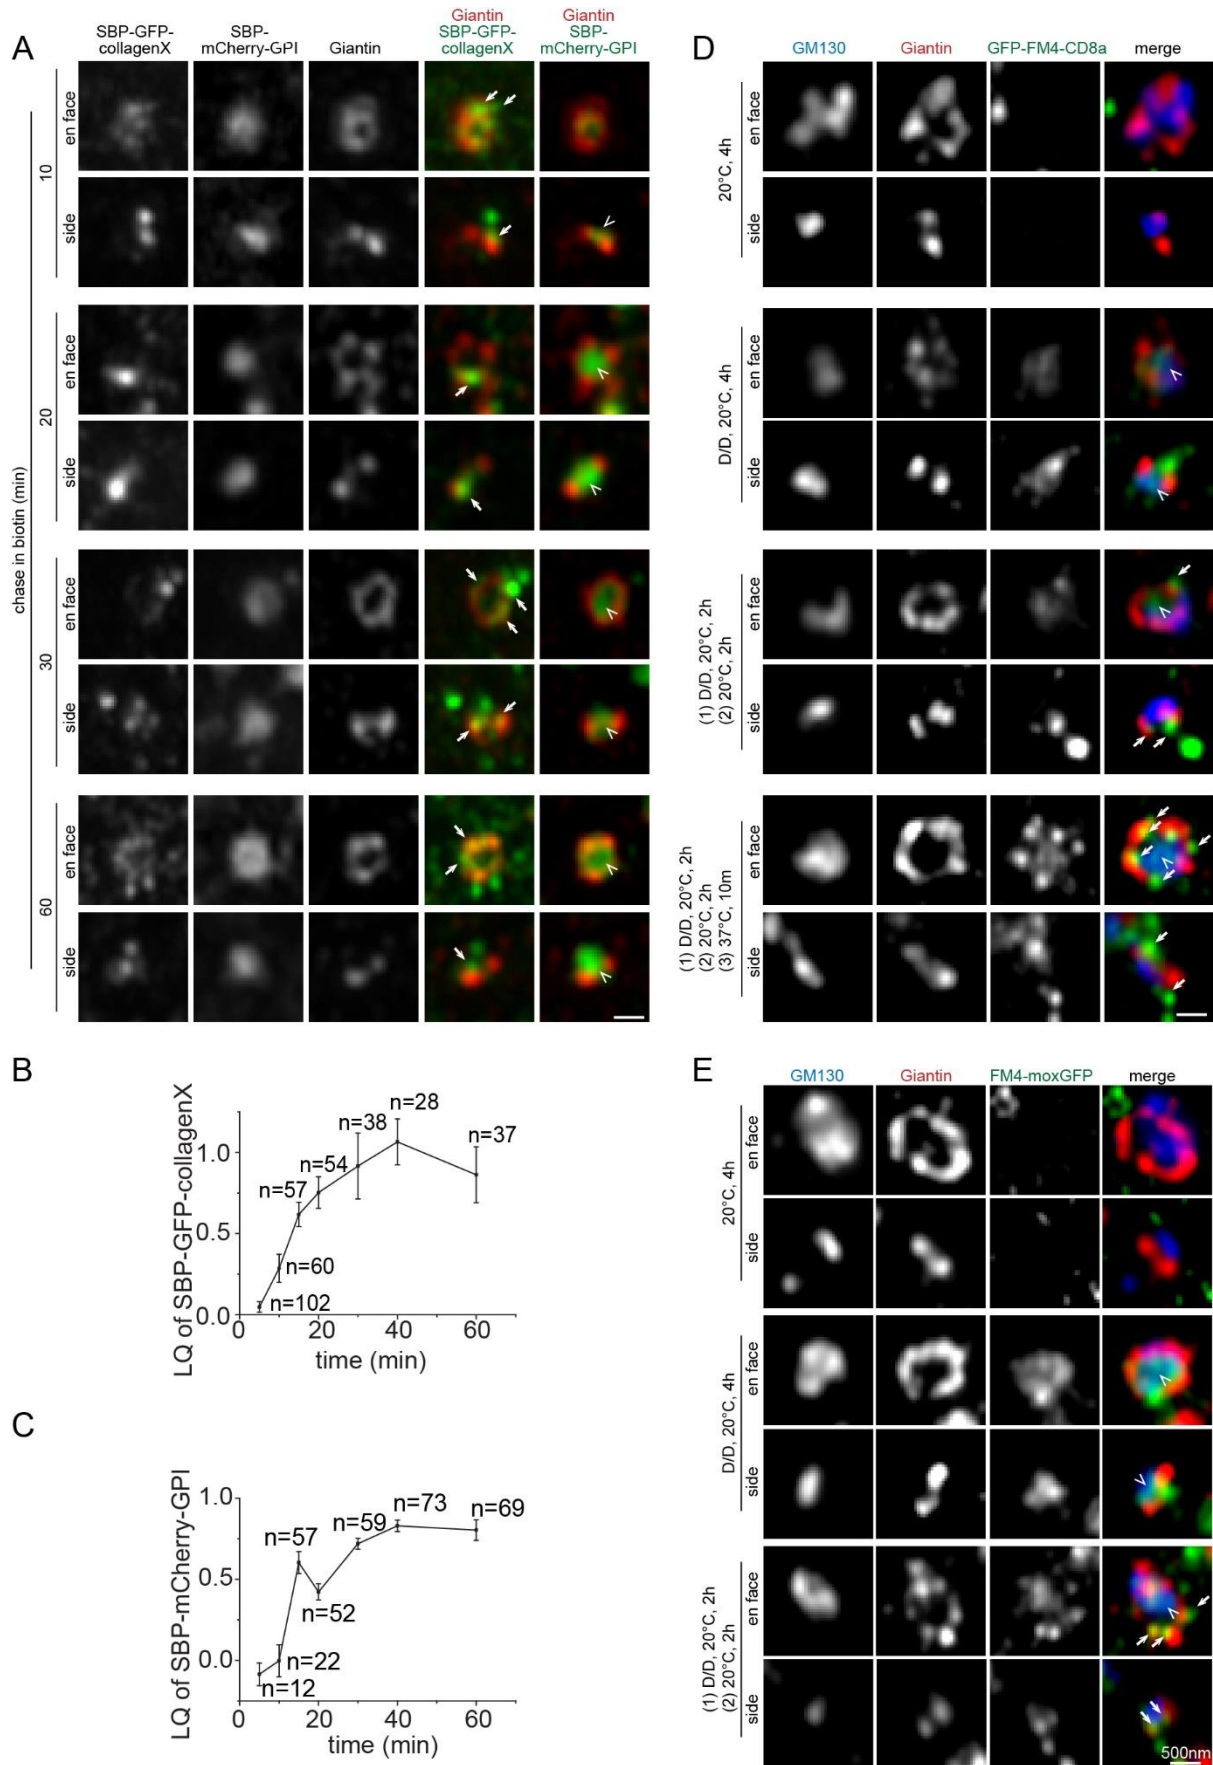 A
SBP-GFP-
collagenX
SBP-
mCherry-GPI
Giantin
Giantin
SBP-GFP-
collagenX
Giantin
SBP-
mCherry-GPI
chase in biotin (min)
10
en face
side
20
en face
side
30
en face
side
60
en face
side
B
LQ of SBP-GFP-collagenX
1.0
0.5
0.0
n=102
n=60
n=57
n=54
n=38
n=28
n=37
0
20
40
60
time (min)
C
LQ of SBP-mCherry-GPI
1.0
0.5
0.0
n=12
n=22
n=57
n=52
n=59
n=73
n=69
0
20
40
60
time (min)
D
GM130
Giantin
GFP-FM4-CD8a
merge
20°C, 4h
en face
side
D/D, 20°C, 4h
en face
side
(1) D/D, 20°C, 2h
(2) 20°C, 2h
en face
side
(1) D/D, 20°C, 2h
(2) 20°C, 2h
(3) 37°C, 10m
en face
side
E
GM130
Giantin
FM4-moxGFP
merge
20°C, 4h
en face
side
D/D, 20°C, 4h
en face
side
(1) D/D, 20°C, 2h
(2) 20°C, 2h
en face
side
500nm